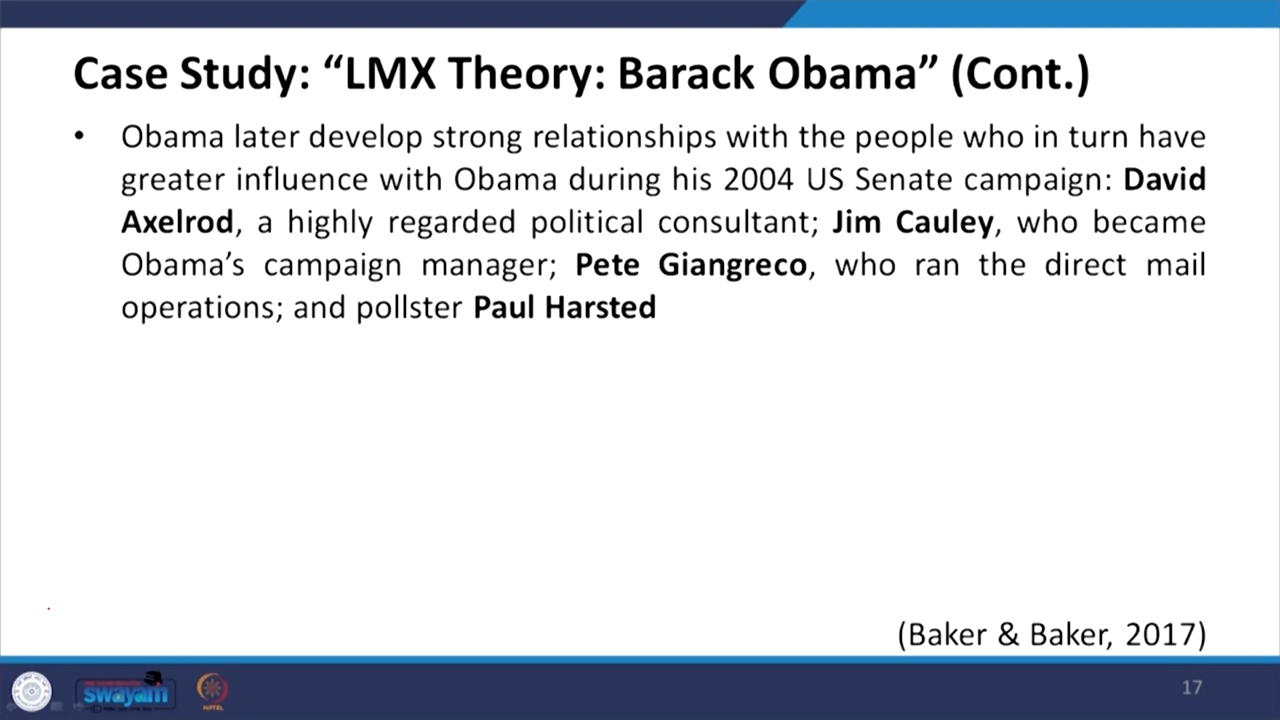 Case Study: “LMX Theory: Barack Obama” (Cont.)
• Obama later develop strong relationships with the people who in turn have
greater influence with Obama during his 2004 US Senate campaign: David
Axelrod, a highly regarded political consultant; Jim Cauley, who became
Obama’s campaign manager; Pete Giangreco, who ran the direct mail
operations; and pollster Paul Harsted
(Baker & Baker, 2017)
swayam
NPTEL
17